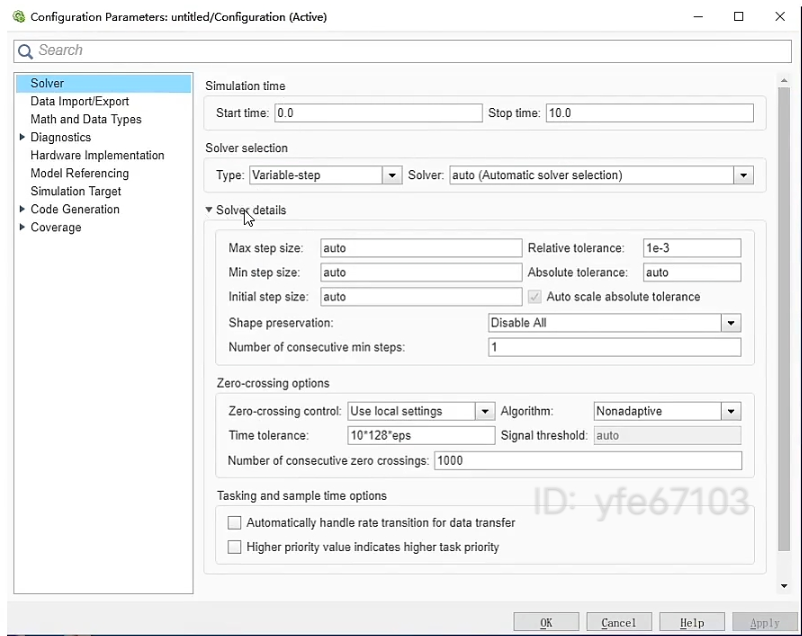 Configuration Parameters: untitled/Configuration (Active)
Search
Solver
Data Import/Export
Math and Data Types
Diagnostics
Hardware Implementation
Model Referencing
Simulation Target
Code Generation
Coverage
Simulation time
Start time: 0.0 Stop time: 10.0
Solver selection
Type: Variable-step Solver: auto (Automatic solver selection)
Solver details
Max step size: auto Relative tolerance: 1e-3
Min step size: auto Absolute tolerance: auto
Initial step size: auto Auto scale absolute tolerance
Shape preservation: Disable All
Number of consecutive min steps: 1
Zero-crossing options
Zero-crossing control: Use local settings Algorithm: Nonadaptive
Time tolerance: 10*128*eps Signal threshold: auto
Number of consecutive zero crossings: 1000
Tasking and sample time options
ID: yfe67103
Automatically handle rate transition for data transfer
Higher priority value indicates higher task priority
OK Cancel Help Apply